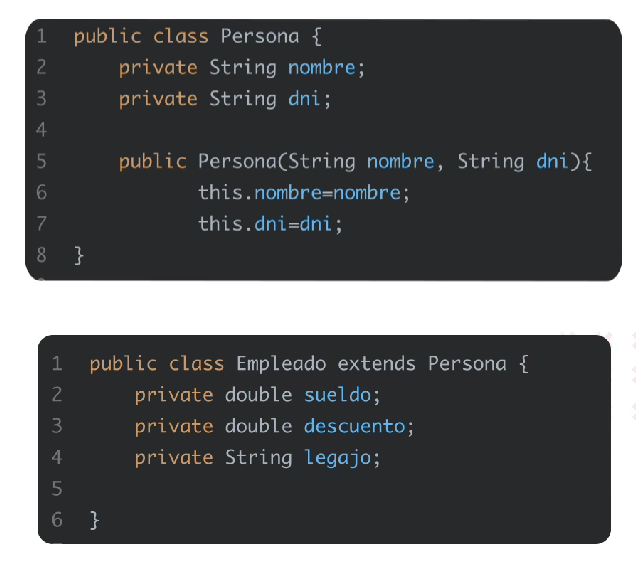 1 public class Persona {
2 private String nombre;
3 private String dni;
4
5 public Persona(String nombre, String dni){
6 this.nombre=nombre;
7 this.dni=dni;
8 }
1 public class Empleado extends Persona {
2 private double sueldo;
3 private double descuento;
4 private String legajo;
5
6 }